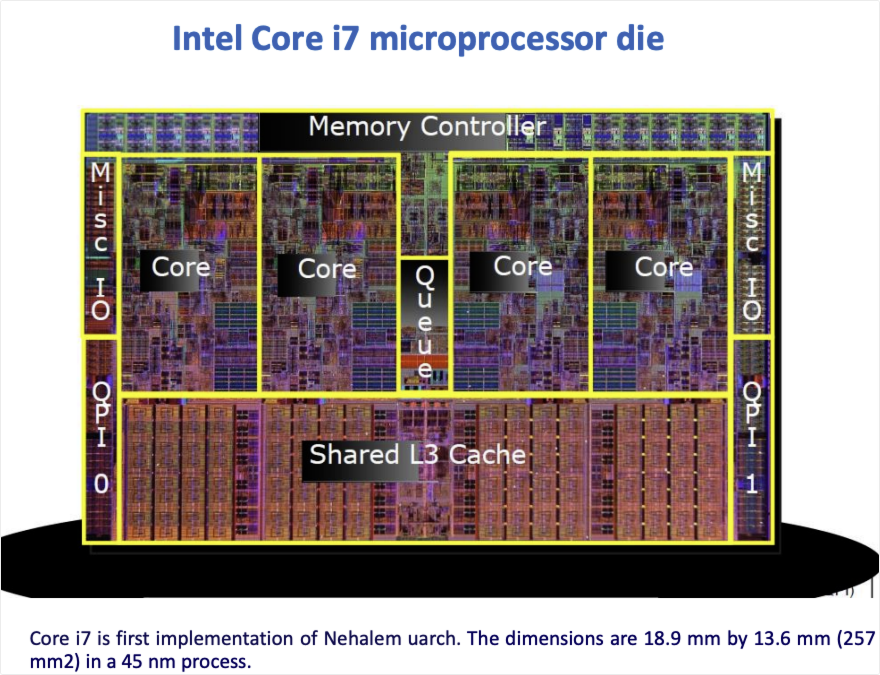 Intel Core i7 microprocessor die
Memory Controller
Misc IO
Misc IO
Core
Core
Queue
Core
Core
QPI 0
QPI 1
Shared L3 Cache
Core i7 is first implementation of Nehalem uarch. The dimensions are 18.9 mm by 13.6 mm (257
mm2) in a 45 nm process.